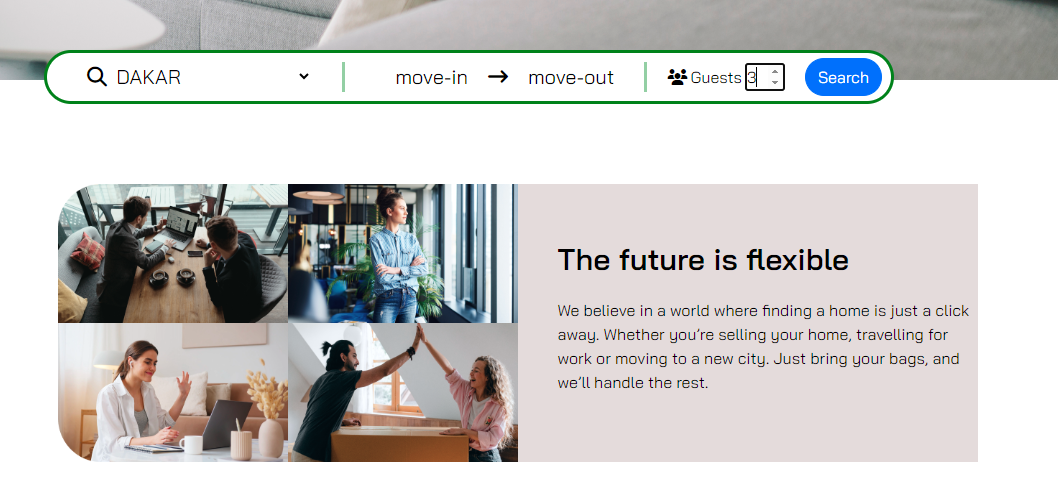 DAKAR move-in → move-out Guests 3 Search
The future is flexible
We believe in a world where finding a home is just a click
away. Whether you’re selling your home, travelling for
work or moving to a new city. Just bring your bags, and
we’ll handle the rest.